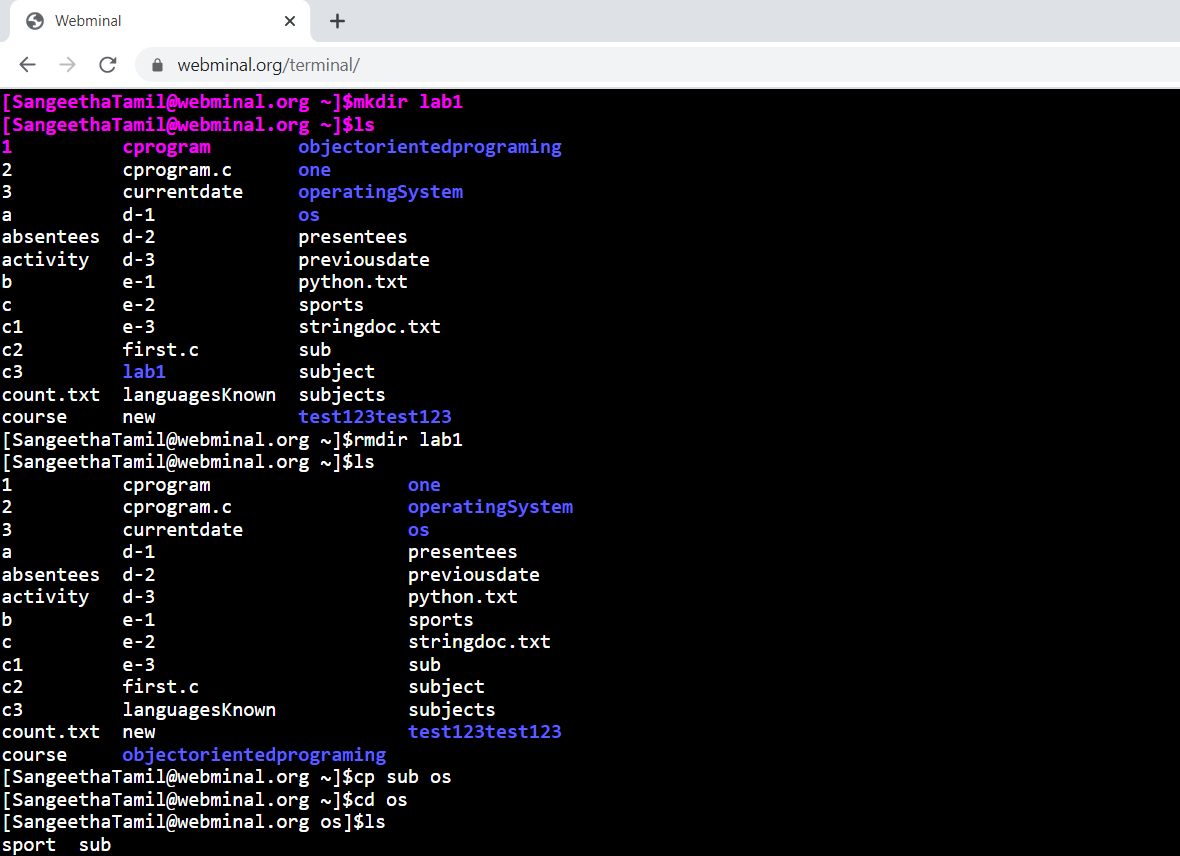 Webminal
webminal.org/terminal/
[SangeethaTamil@webminal.org ~]$mkdir lab1
[SangeethaTamil@webminal.org ~]$ls
1 cprogram objectorientedprograming
2 cprogram.c one
3 currentdate operatingSystem
a d-1 os
absentees d-2 presentees
activity d-3 previousdate
b e-1 python.txt
c e-2 sports
c1 e-3 stringdoc.txt
c2 first.c sub
c3 lab1 subject
count.txt languagesKnown subjects
course new test123test123
[SangeethaTamil@webminal.org ~]$rmdir lab1
[SangeethaTamil@webminal.org ~]$ls
1 cprogram one
2 cprogram.c operatingSystem
3 currentdate os
a d-1 presentees
absentees d-2 previousdate
activity d-3 python.txt
b e-1 sports
c e-2 stringdoc.txt
c1 e-3 sub
c2 first.c subject
c3 languagesKnown subjects
count.txt new test123test123
course objectorientedprograming
[SangeethaTamil@webminal.org ~]$cp sub os
[SangeethaTamil@webminal.org ~]$cd os
[SangeethaTamil@webminal.org os]$ls
sport sub